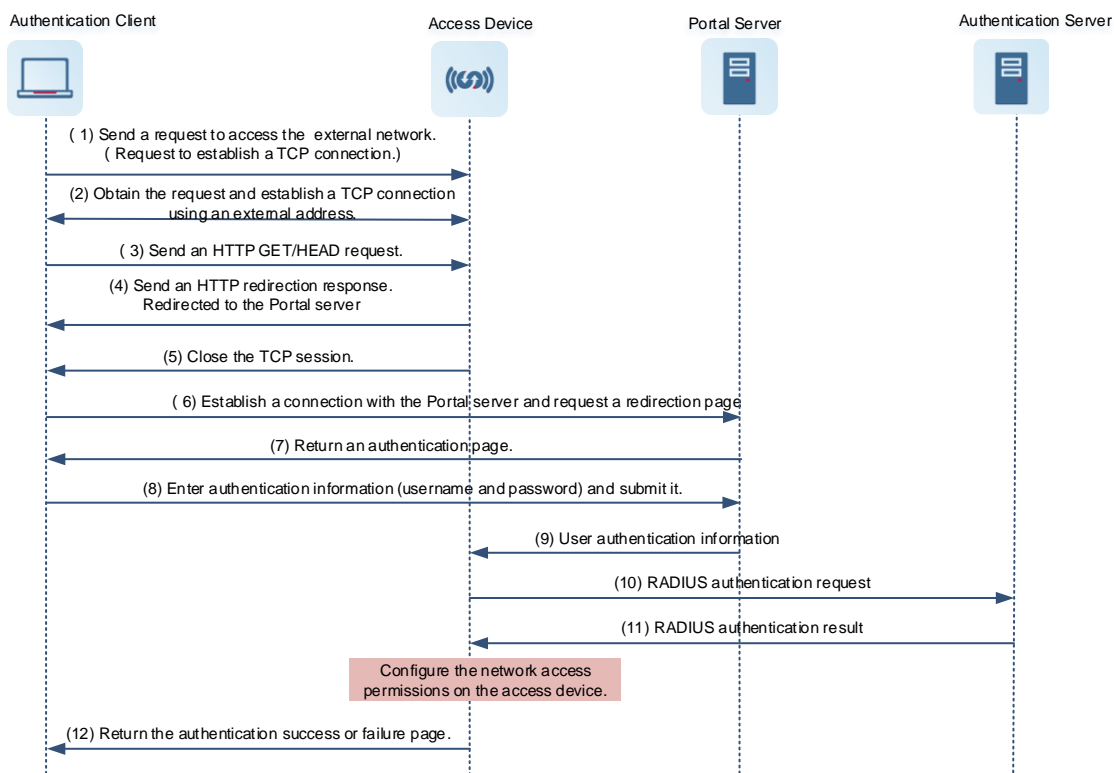 Authentication Client
Access Device
Portal Server
Authentication Server
( 1) Send a request to access the external network.
( Request to establish a TCP connection.)
(2) Obtain the request and establish a TCP connection
using an external address.
( 3) Send an HTTP GET/HEAD request.
(4) Send an HTTP redirection response.
Redirected to the Portal server
(5) Close the TCP session.
( 6) Establish a connection with the Portal server and request a redirection page
(7) Return an authentication page.
(8) Enter authentication information (username and password) and submit it.
(9) User authentication information
(10) RADIUS authentication request
(11) RADIUS authentication result
Configure the network access
permissions on the access device.
(12) Return the authentication success or failure page.